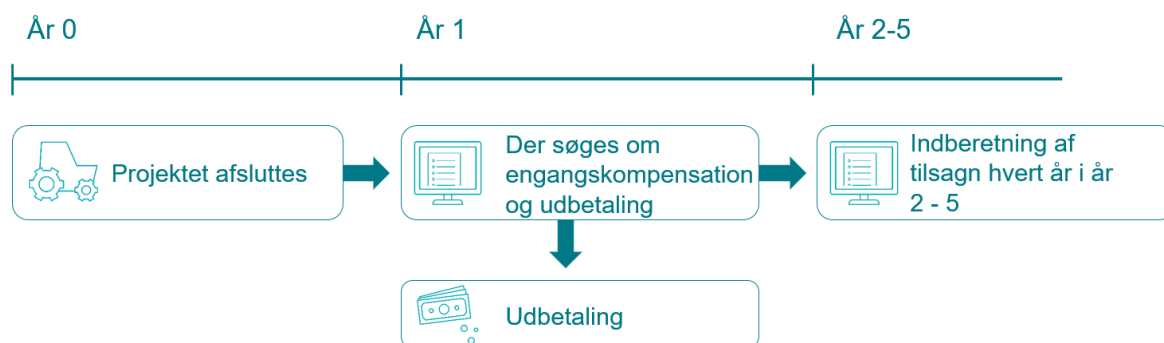 År 0
År 1
År 2-5
Projektet afsluttes
Der søges om
engangskompensation
og udbetaling
Indberetning af
tilsagn hvert år i år
2 - 5
Udbetaling